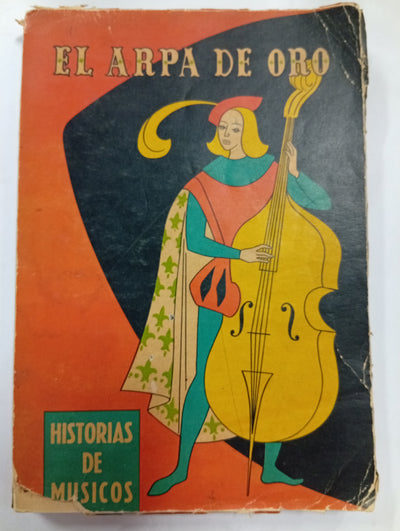 EL ARPA DE ORO
HISTORIAS
DE
MUSICOS